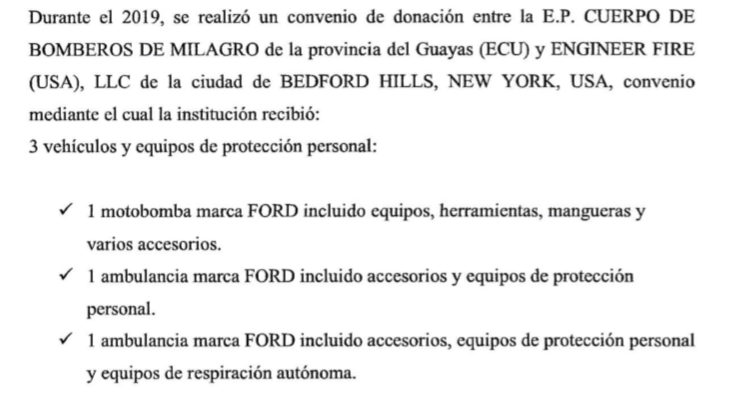 Durante el 2019, se realizó un convenio de donación entre la E.P. CUERPO DE
BOMBEROS DE MILAGRO de la provincia del Guayas (ECU) y ENGINEER FIRE
(USA), LLC de la ciudad de BEDFORD HILLS, NEW YORK, USA, convenio
mediante el cual la institución recibió:
3 vehículos y equipos de protección personal:
✓ 1 motobomba marca FORD incluido equipos, herramientas, mangueras y
varios accesorios.
✓ 1 ambulancia marca FORD incluido accesorios y equipos de protección
personal.
✓ 1 ambulancia marca FORD incluido accesorios, equipos de protección personal
y equipos de respiración autónoma.